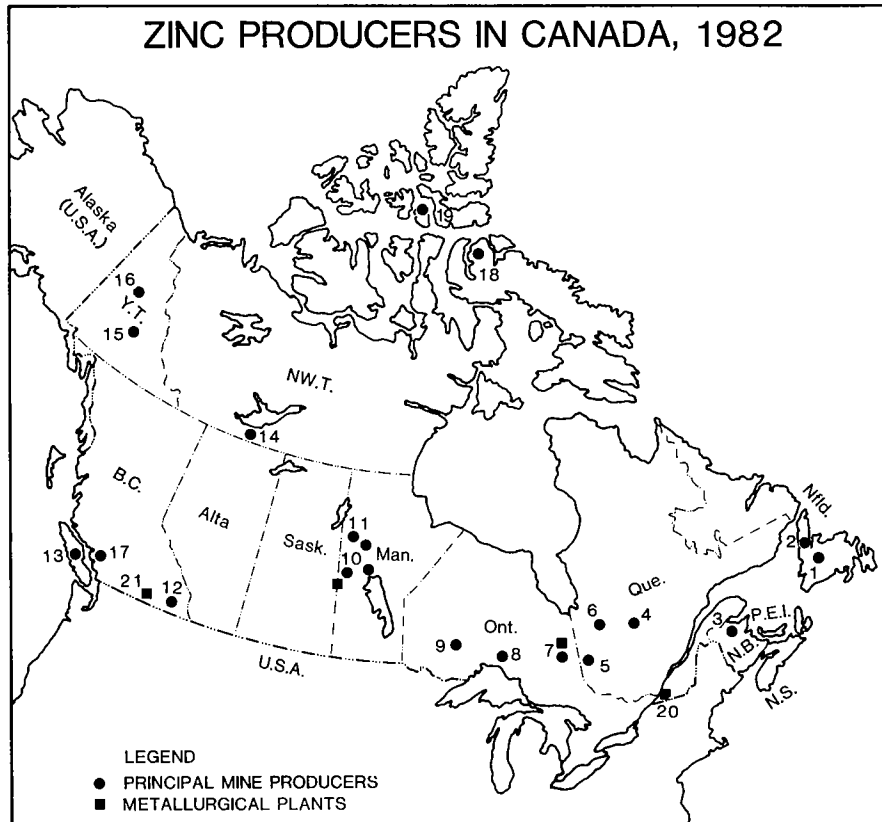 ZINC PRODUCERS IN CANADA, 1982
Alaska
(U.S.A.)
19
18
16
Y.T.
15
N.W.T.
14
B.C.
Alta
Sask.
Man.
11
10
13
17
21
12
U.S.A.
Ont.
9
8
7
Que.
6
4
5
20
Nfld.
2
1
3
P.E.I.
N.B.
N.S.
LEGEND
● PRINCIPAL MINE PRODUCERS
■ METALLURGICAL PLANTS